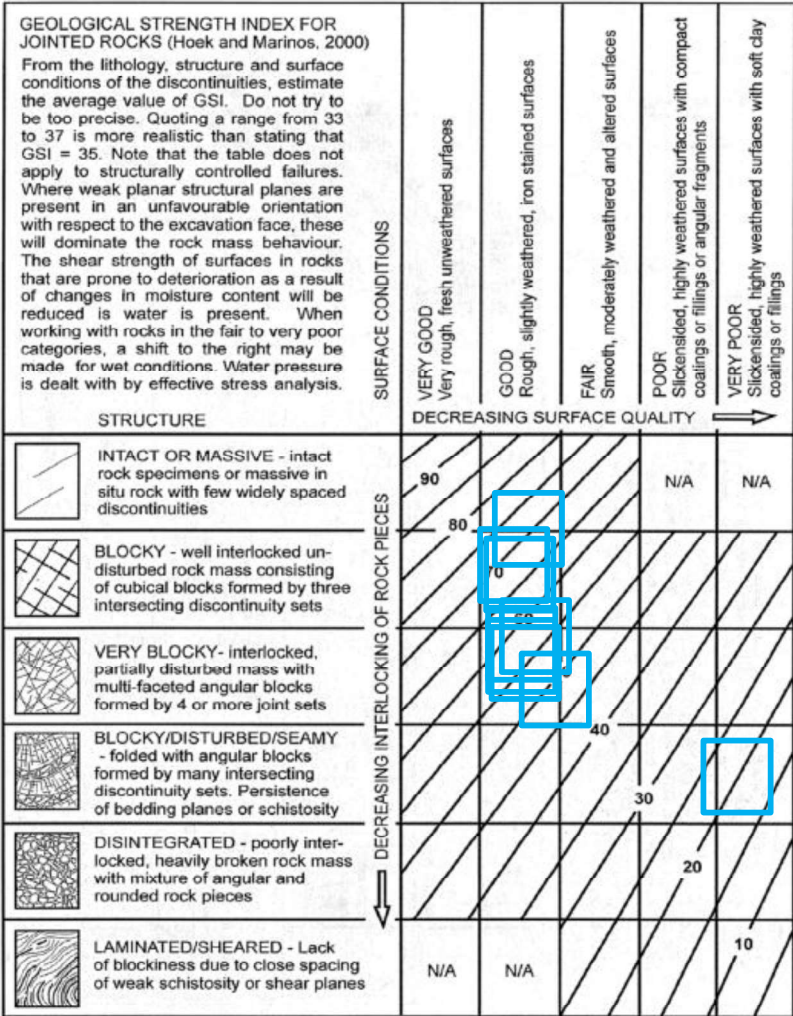 GEOLOGICAL STRENGTH INDEX FOR
JOINTED ROCKS (Hoek and Marinos, 2000)
From the lithology, structure and surface
conditions of the discontinuities, estimate
the average value of GSI. Do not try to
be too precise. Quoting a range from 33
to 37 is more realistic than stating that
GSI = 35. Note that the table does not
apply to structurally controlled failures.
Where weak planar structural planes are
present in an unfavourable orientation
with respect to the excavation face, these
will dominate the rock mass behaviour.
The shear strength of surfaces in rocks
that are prone to deterioration as a result
of changes in moisture content will be
reduced is water is present. When
working with rocks in the fair to very poor
categories, a shift to the right may be
made for wet conditions. Water pressure
is dealt with by effective stress analysis.
STRUCTURE
SURFACE CONDITIONS
VERY GOOD
Very rough, fresh unweathered surfaces
GOOD
Rough, slightly weathered, iron stained surfaces
FAIR
Smooth, moderately weathered and altered surfaces
POOR
Slickensided, highly weathered surfaces with compact
coatings or fillings or angular fragments
VERY POOR
Slickensided, highly weathered surfaces with soft clay
coatings or fillings
DECREASING SURFACE QUALITY
DECREASING INTERLOCKING OF ROCK PIECES
INTACT OR MASSIVE - intact
rock specimens or massive in
situ rock with few widely spaced
discontinuities
90
80
N/A
N/A
BLOCKY - well interlocked un-
disturbed rock mass consisting
of cubical blocks formed by three
intersecting discontinuity sets
70
VERY BLOCKY- interlocked,
partially disturbed mass with
multi-faceted angular blocks
formed by 4 or more joint sets
BLOCKY/DISTURBED/SEAMY
- folded with angular blocks
formed by many intersecting
discontinuity sets. Persistence
of bedding planes or schistosity
40
30
DISINTEGRATED - poorly inter-
locked, heavily broken rock mass
with mixture of angular and
rounded rock pieces
20
LAMINATED/SHEARED - Lack
of blockiness due to close spacing
of weak schistosity or shear planes
N/A
N/A
10